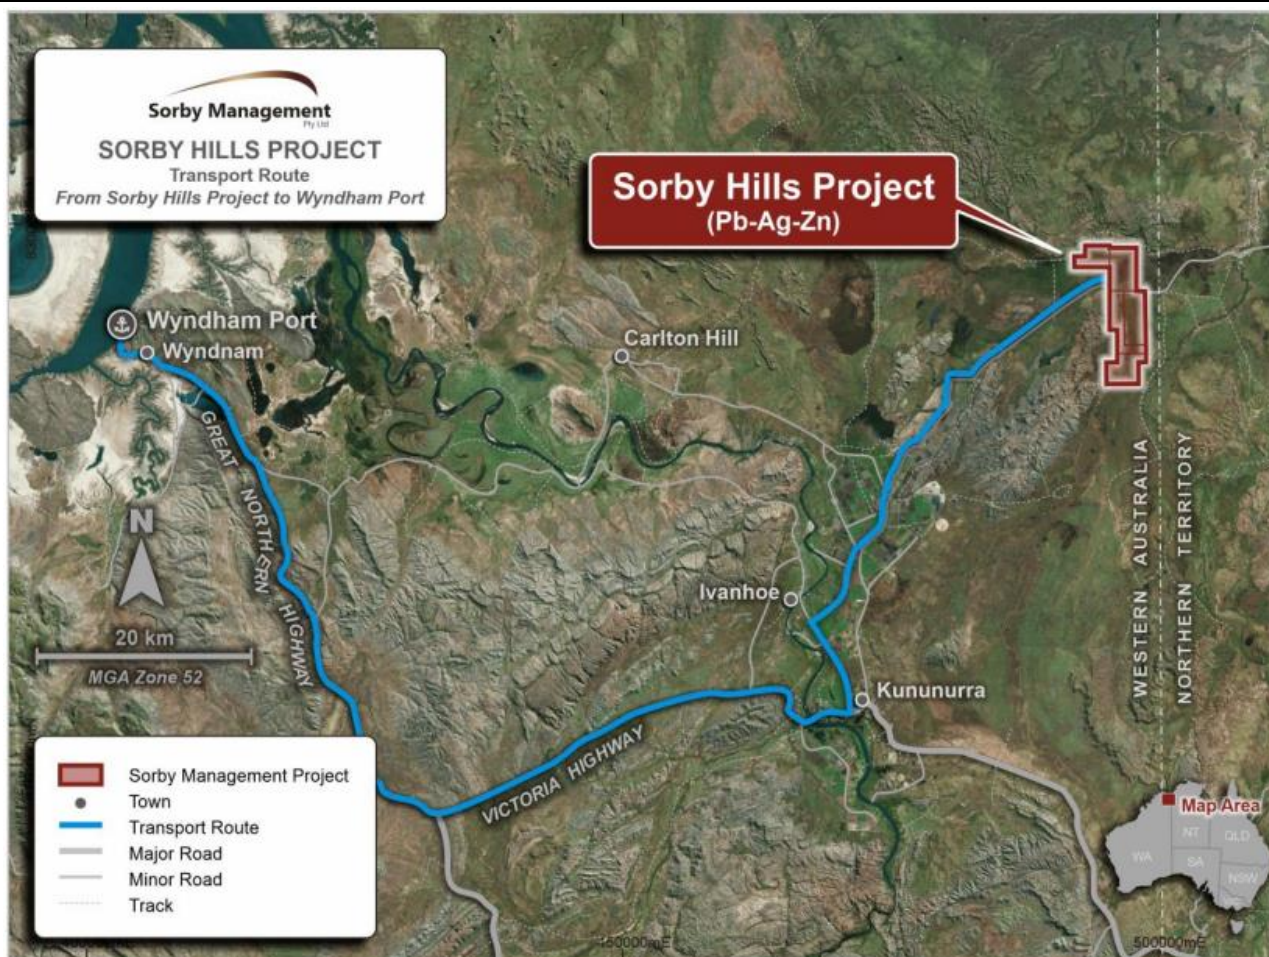 Sorby Management
Pty Ltd
SORBY HILLS PROJECT
Transport Route
From Sorby Hills Project to Wyndham Port
Sorby Hills Project
(Pb-Ag-Zn)
Wyndham Port
Wyndnam
Carlton Hill
GREAT NORTHERN HIGHWAY
N
20 km
MGA Zone 52
Ivanhoe
Kununurra
VICTORIA HIGHWAY
WESTERN AUSTRALIA
NORTHERN TERRITORY
Sorby Management Project
Town
Transport Route
Major Road
Minor Road
Track
Map Area
WA
NT
QLD
SA
NSW
500000mE